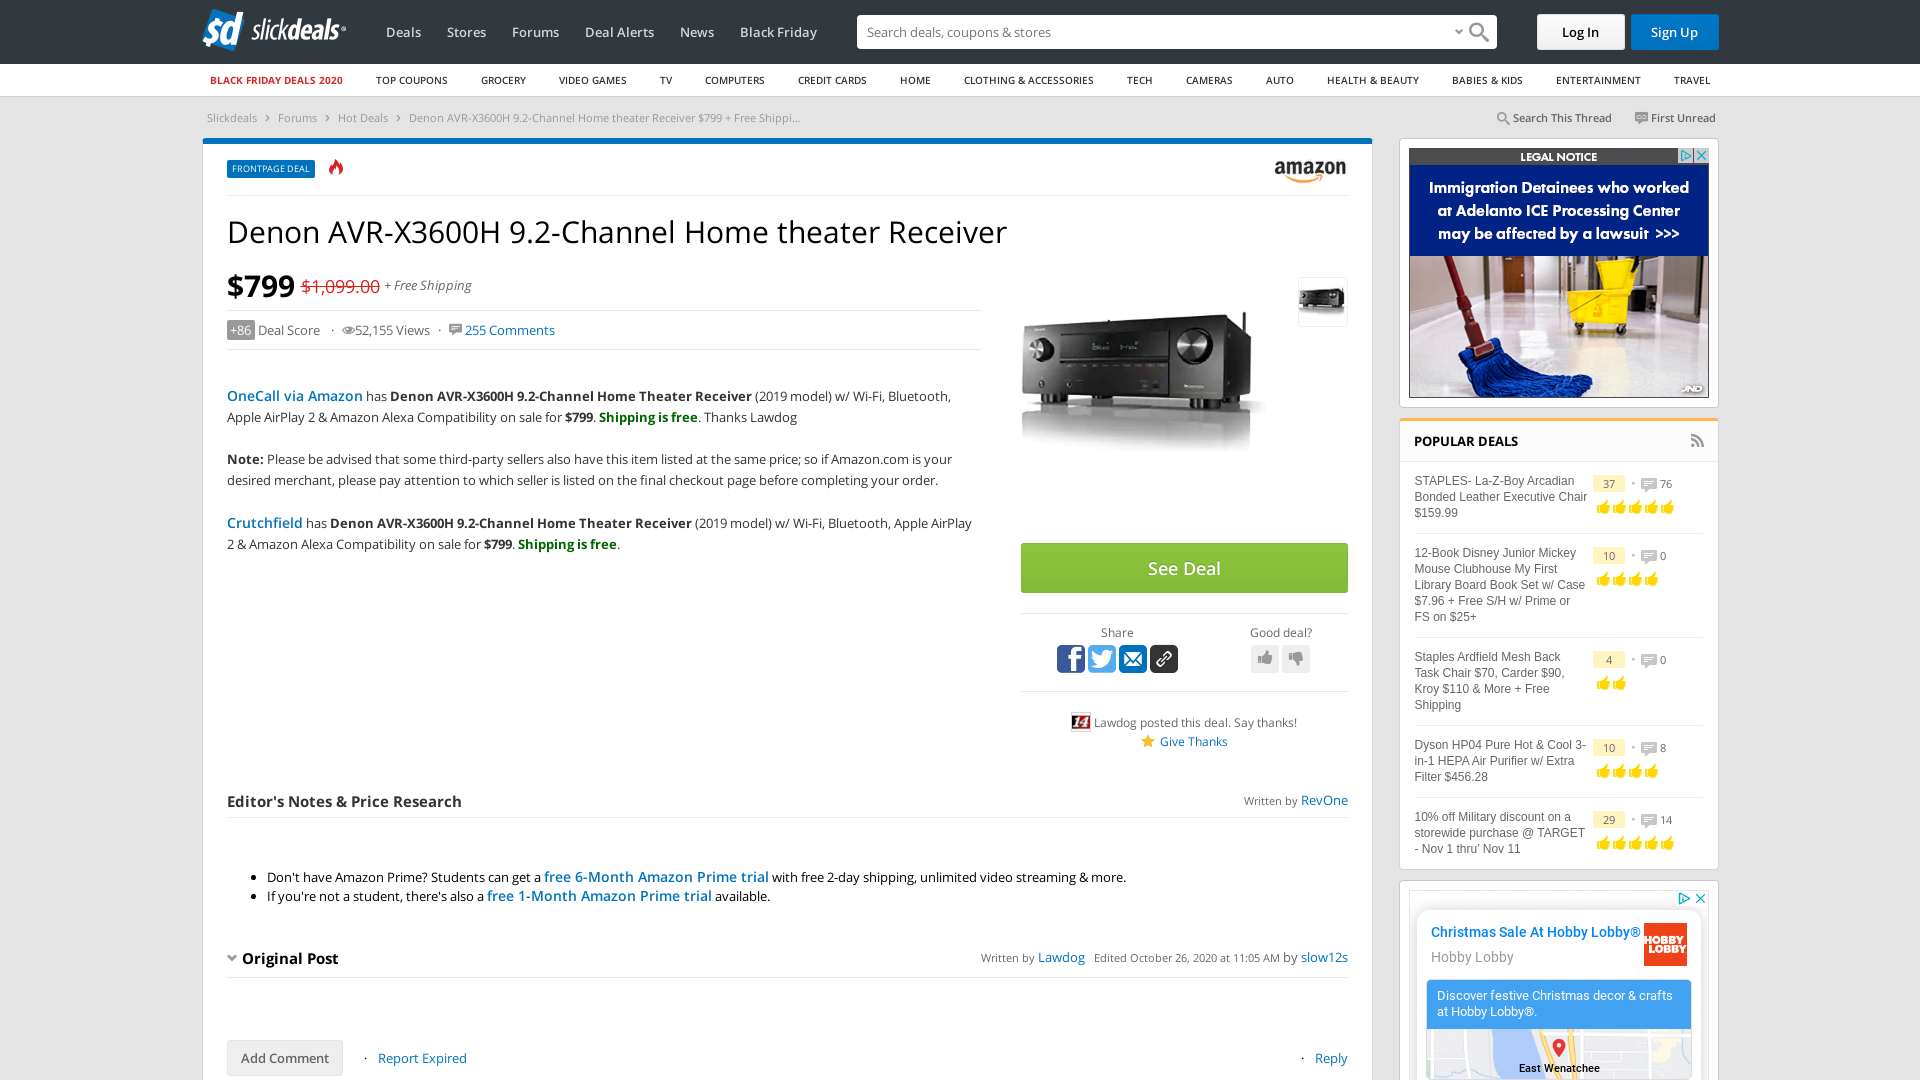 slickdeals
Deals
Stores
Forums
Deal Alerts
News
Black Friday
Search deals, coupons & stores
Log In
Sign Up
BLACK FRIDAY DEALS 2020
TOP COUPONS
GROCERY
VIDEO GAMES
TV
COMPUTERS
CREDIT CARDS
HOME
CLOTHING & ACCESSORIES
TECH
CAMERAS
AUTO
HEALTH & BEAUTY
BABIES & KIDS
ENTERTAINMENT
TRAVEL
Slickdeals > Forums > Hot Deals > Denon AVR-X3600H 9.2-Channel Home theater Receiver $799 + Free Shippi...
Search This Thread
First Unread
FRONTPAGE DEAL
amazon
Denon AVR-X3600H 9.2-Channel Home theater Receiver
$799 $1,099.00 + Free Shipping
+86 Deal Score · 52,155 Views · 255 Comments
OneCall via Amazon has Denon AVR-X3600H 9.2-Channel Home Theater Receiver (2019 model) w/ Wi-Fi, Bluetooth,
Apple AirPlay 2 & Amazon Alexa Compatibility on sale for $799. Shipping is free. Thanks Lawdog
Note: Please be advised that some third-party sellers also have this item listed at the same price; so if Amazon.com is your
desired merchant, please pay attention to which seller is listed on the final checkout page before completing your order.
Crutchfield has Denon AVR-X3600H 9.2-Channel Home Theater Receiver (2019 model) w/ Wi-Fi, Bluetooth, Apple AirPlay
2 & Amazon Alexa Compatibility on sale for $799. Shipping is free.
See Deal
Share
Good deal?
14 Lawdog posted this deal. Say thanks!
Give Thanks
Editor's Notes & Price Research
Written by RevOne
• Don't have Amazon Prime? Students can get a free 6-Month Amazon Prime trial with free 2-day shipping, unlimited video streaming & more.
• If you're not a student, there's also a free 1-Month Amazon Prime trial available.
Original Post
Written by Lawdog Edited October 26, 2020 at 11:05 AM by slow12s
Add Comment · Report Expired
· Reply
LEGAL NOTICE
Immigration Detainees who worked
at Adelanto ICE Processing Center
may be affected by a lawsuit >>>
JND
POPULAR DEALS
STAPLES- La-Z-Boy Arcadian
Bonded Leather Executive Chair
$159.99
37 • 76
12-Book Disney Junior Mickey
Mouse Clubhouse My First
Library Board Book Set w/ Case
$7.96 + Free S/H w/ Prime or
FS on $25+
10 • 0
Staples Ardfield Mesh Back
Task Chair $70, Carder $90,
Kroy $110 & More + Free
Shipping
4 • 0
Dyson HP04 Pure Hot & Cool 3-
in-1 HEPA Air Purifier w/ Extra
Filter $456.28
10 • 8
10% off Military discount on a
storewide purchase @ TARGET
- Nov 1 thru' Nov 11
29 • 14
Christmas Sale At Hobby Lobby®
Hobby Lobby
HOBBY
LOBBY
Discover festive Christmas decor & crafts
at Hobby Lobby®.
East Wenatchee